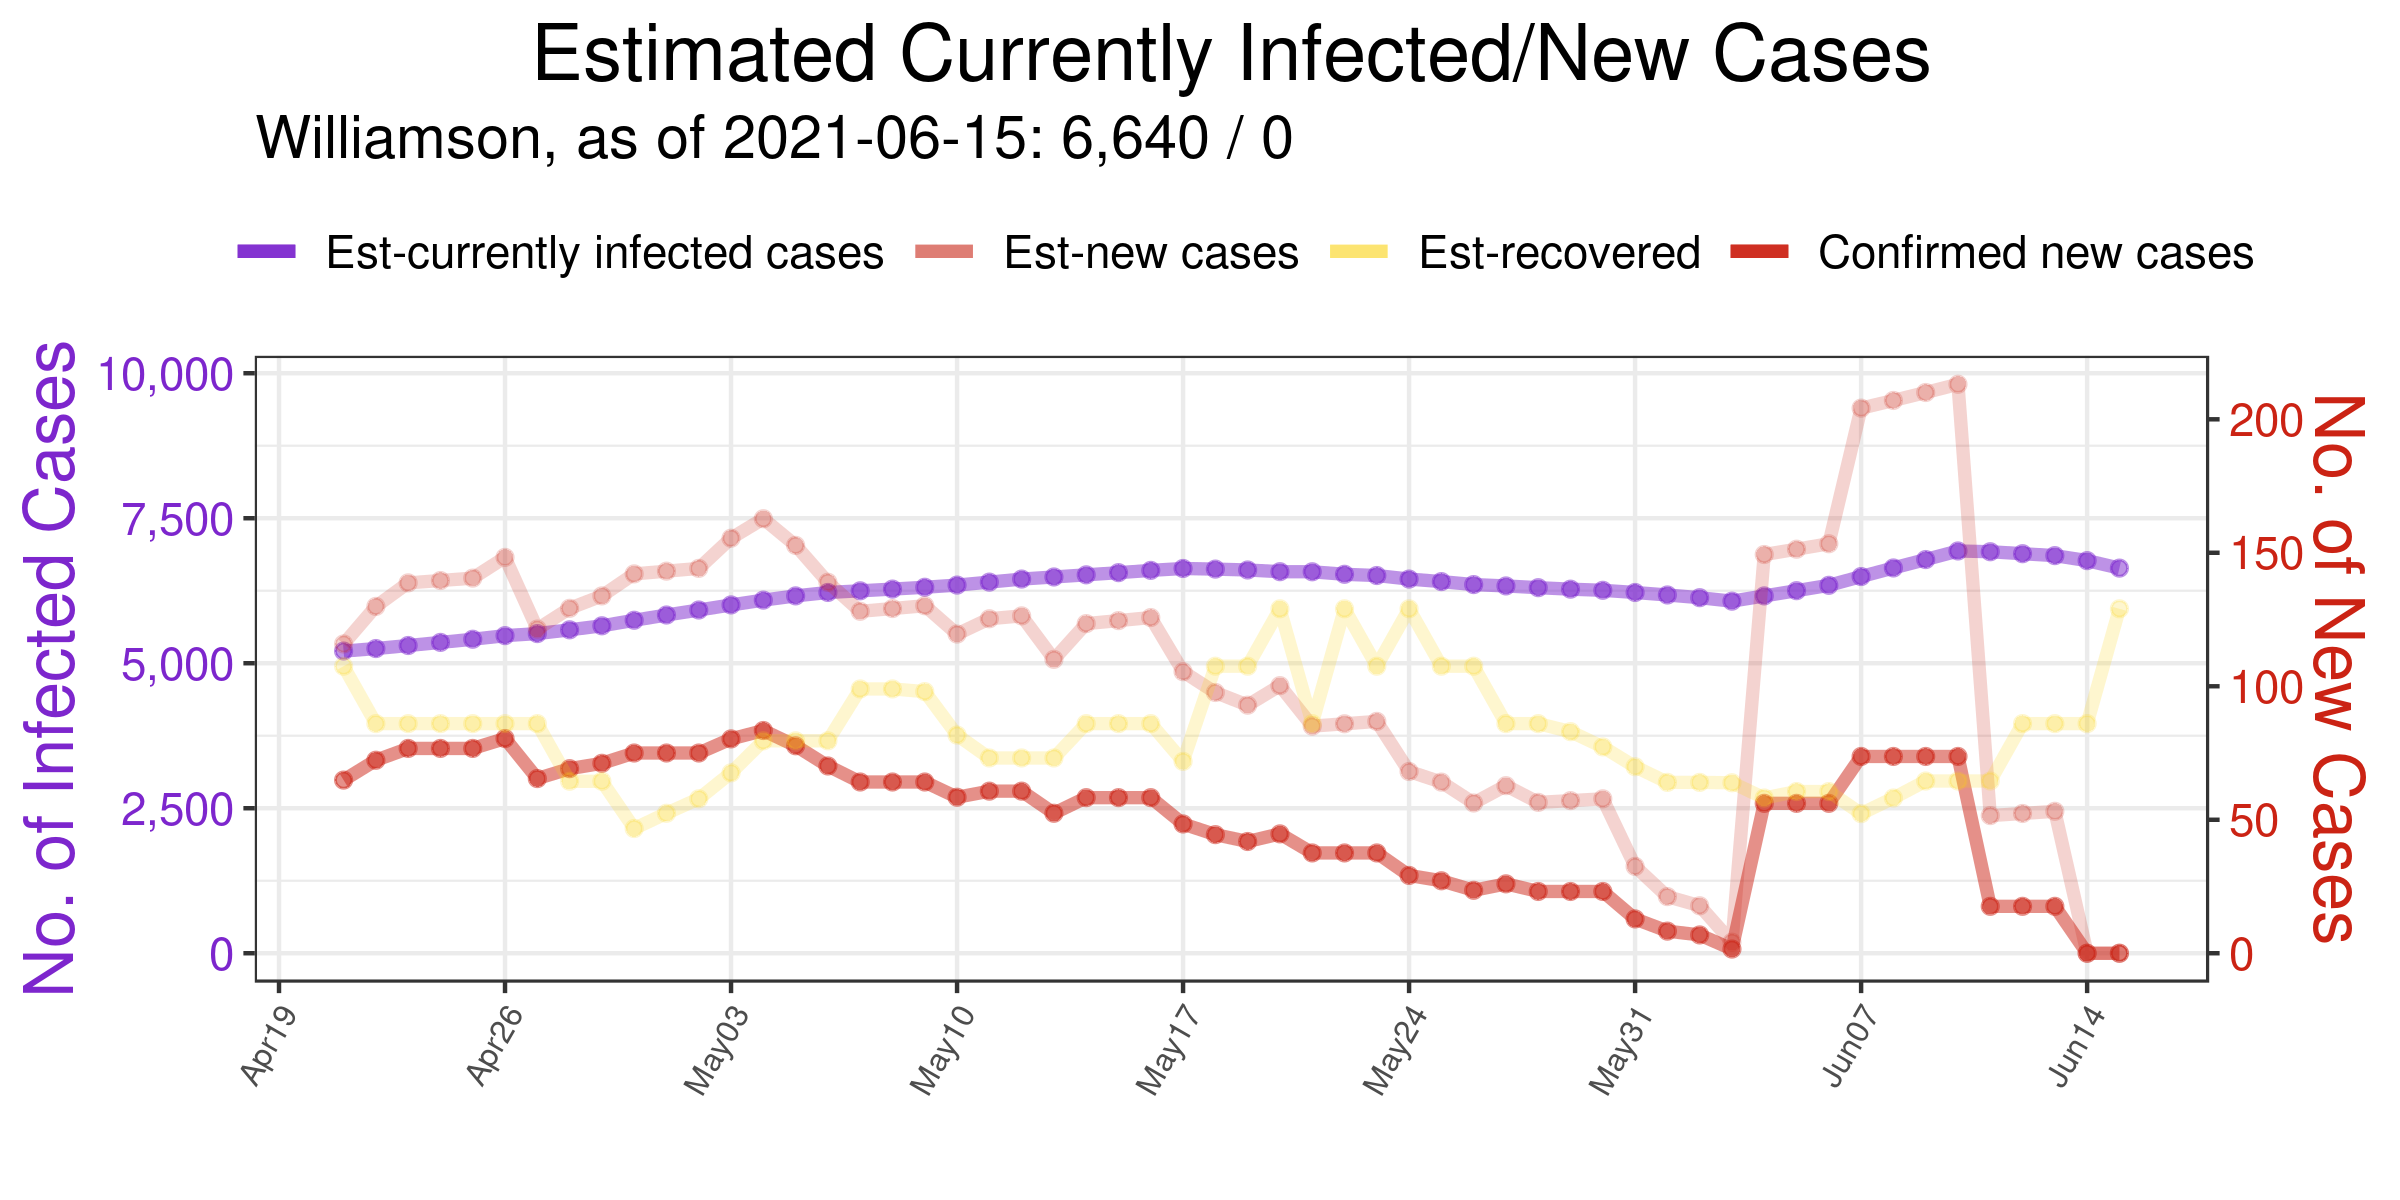 Estimated Currently Infected/New Cases
Williamson, as of 2021-06-15: 6,640 / 0
Est-currently infected cases Est-new cases Est-recovered Confirmed new cases
No. of Infected Cases
10,000
7,500
5,000
2,500
0
200
150
100
50
0
No. of New Cases
Apr19 Apr26 May03 May10 May17 May24 May31 Jun07 Jun14